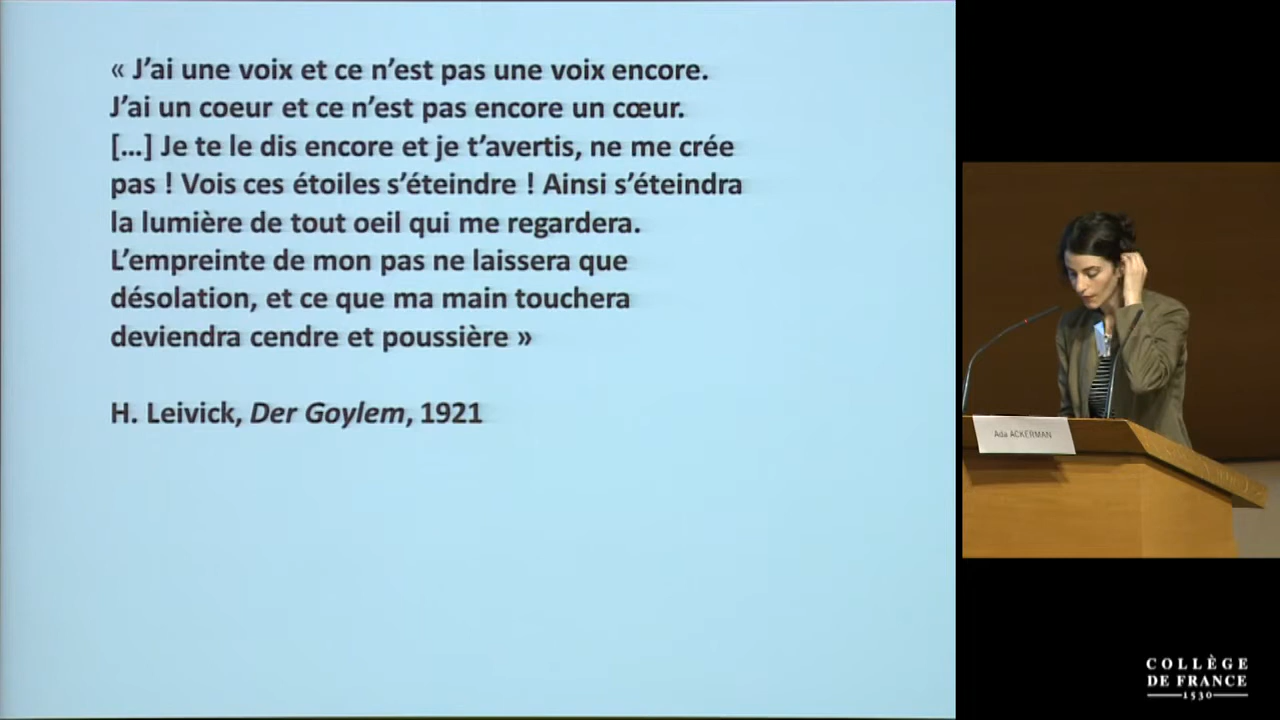 « J’ai une voix et ce n’est pas une voix encore.
J’ai un coeur et ce n’est pas encore un cœur.
[…] Je te le dis encore et je t’avertis, ne me crée
pas ! Vois ces étoiles s’éteindre ! Ainsi s’éteindra
la lumière de tout oeil qui me regardera.
L’empreinte de mon pas ne laissera que
désolation, et ce que ma main touchera
deviendra cendre et poussière »
H. Leivick, Der Goylem, 1921
Ada ACKERMAN
COLLÈGE
DE FRANCE
1530